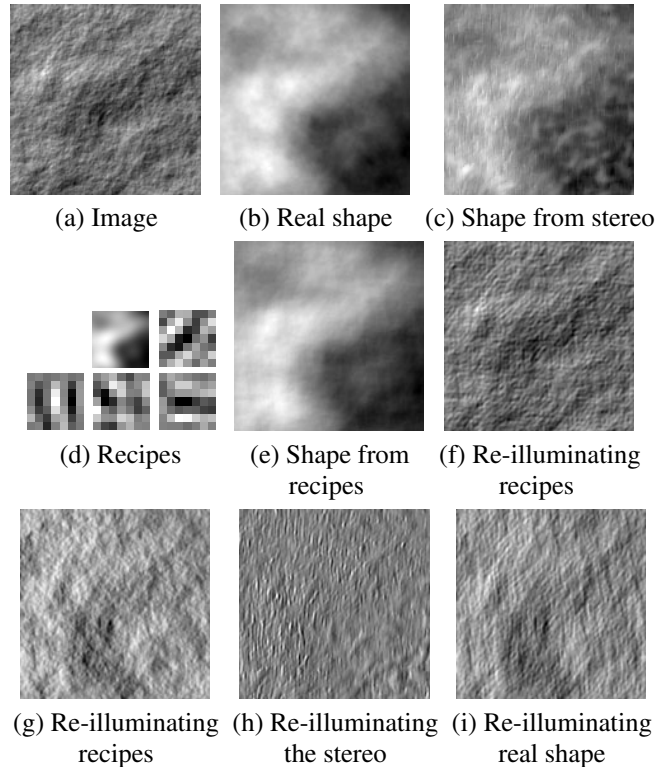 (a) Image
(b) Real shape
(c) Shape from stereo
(d) Recipes
(e) Shape from
recipes
(f) Re-illuminating
recipes
(g) Re-illuminating
recipes
(h) Re-illuminating
the stereo
(i) Re-illuminating
real shape